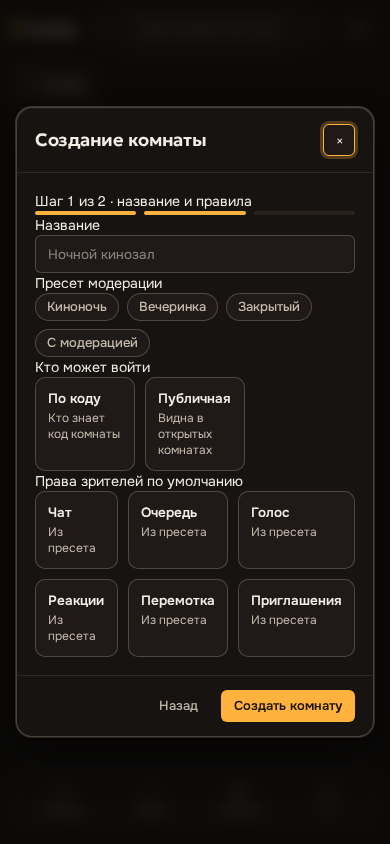 Создание комнаты
×
Шаг 1 из 2 · название и правила
Название
Ночной кинозал
Пресет модерации
Киноночь
Вечеринка
Закрытый
С модерацией
Кто может войти
По коду
Кто знает
код комнаты
Публичная
Видна в
открытых
комнатах
Права зрителей по умолчанию
Чат
Из
пресета
Очередь
Из пресета
Голос
Из пресета
Реакции
Из
пресета
Перемотка
Из пресета
Приглашения
Из пресета
Назад
Создать комнату